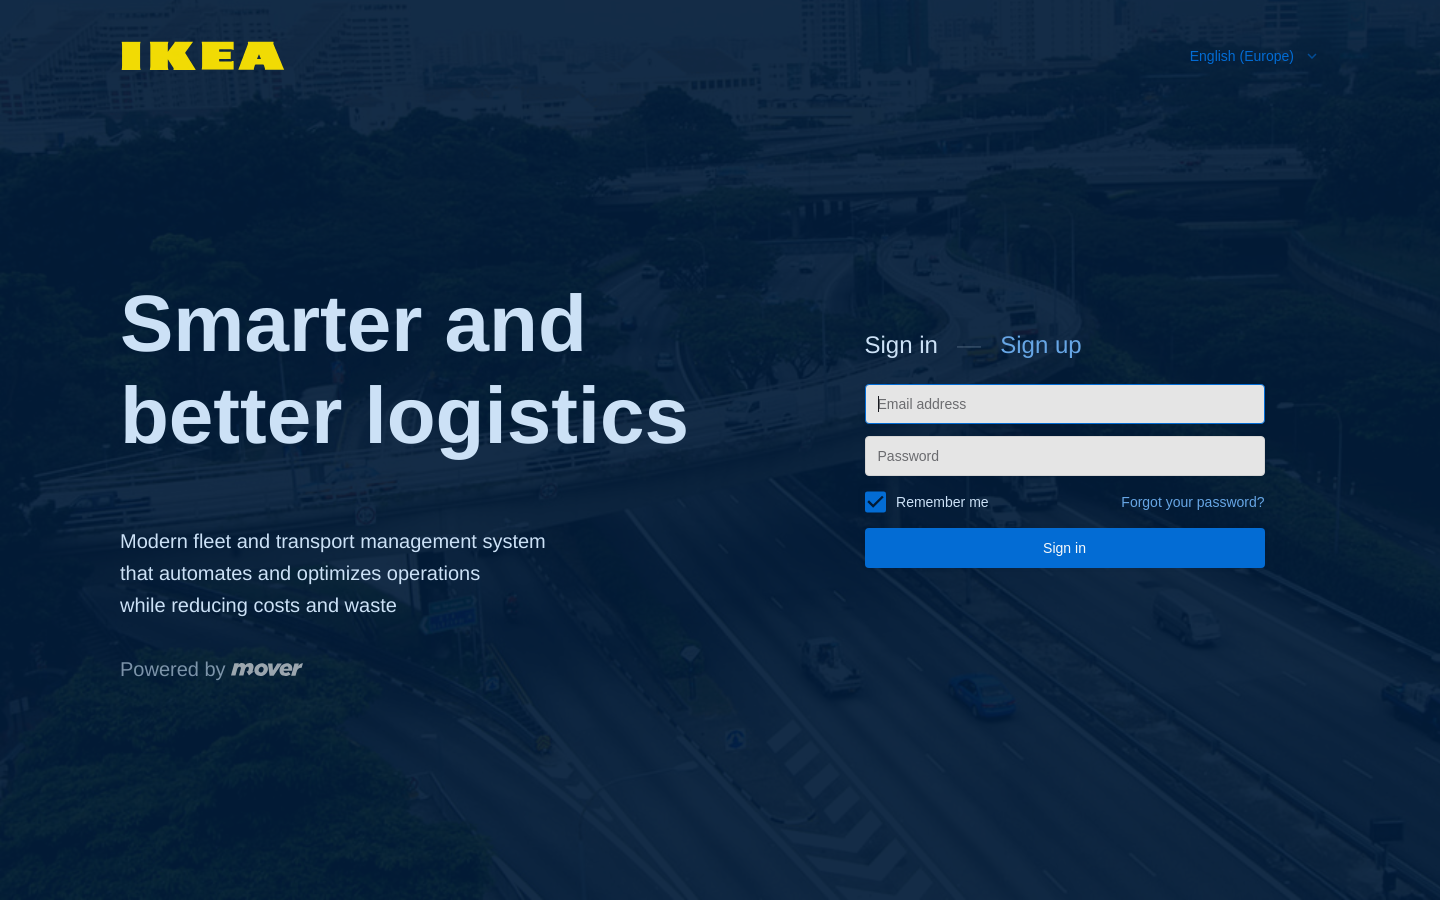 IKEA
English (Europe)
Smarter and
better logistics
Sign in — Sign up
Email address
Password
Remember me
Forgot your password?
Sign in
Modern fleet and transport management system
that automates and optimizes operations
while reducing costs and waste
Powered by mover